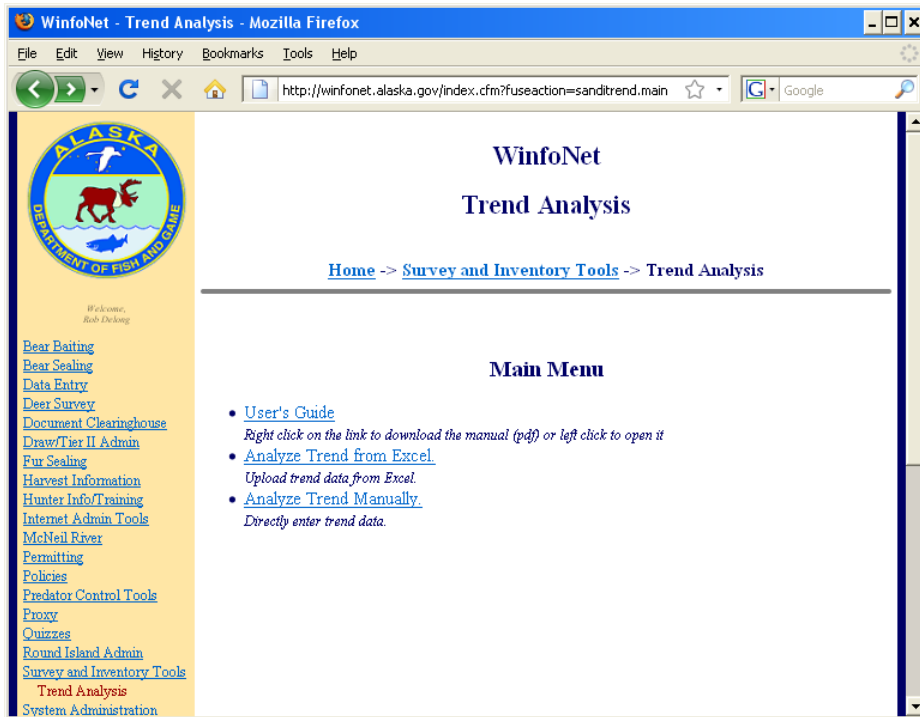 WinfoNet - Trend Analysis - Mozilla Firefox
File Edit View History Bookmarks Tools Help
http://winfonet.alaska.gov/index.cfm?fuseaction=sanditrend.main
G Google
ALASKA
DEPARTMENT OF FISH AND GAME
Welcome,
Rob Delong
Bear Baiting
Bear Sealing
Data Entry
Deer Survey
Document Clearinghouse
Draw/Tier II Admin
Fur Sealing
Harvest Information
Hunter Info/Training
Internet Admin Tools
McNeil River
Permitting
Policies
Predator Control Tools
Proxy
Quizzes
Round Island Admin
Survey and Inventory Tools
Trend Analysis
System Administration
WinfoNet
Trend Analysis
Home -> Survey and Inventory Tools -> Trend Analysis
Main Menu
• User's Guide
Right click on the link to download the manual (pdf) or left click to open it
• Analyze Trend from Excel.
Upload trend data from Excel.
• Analyze Trend Manually.
Directly enter trend data.